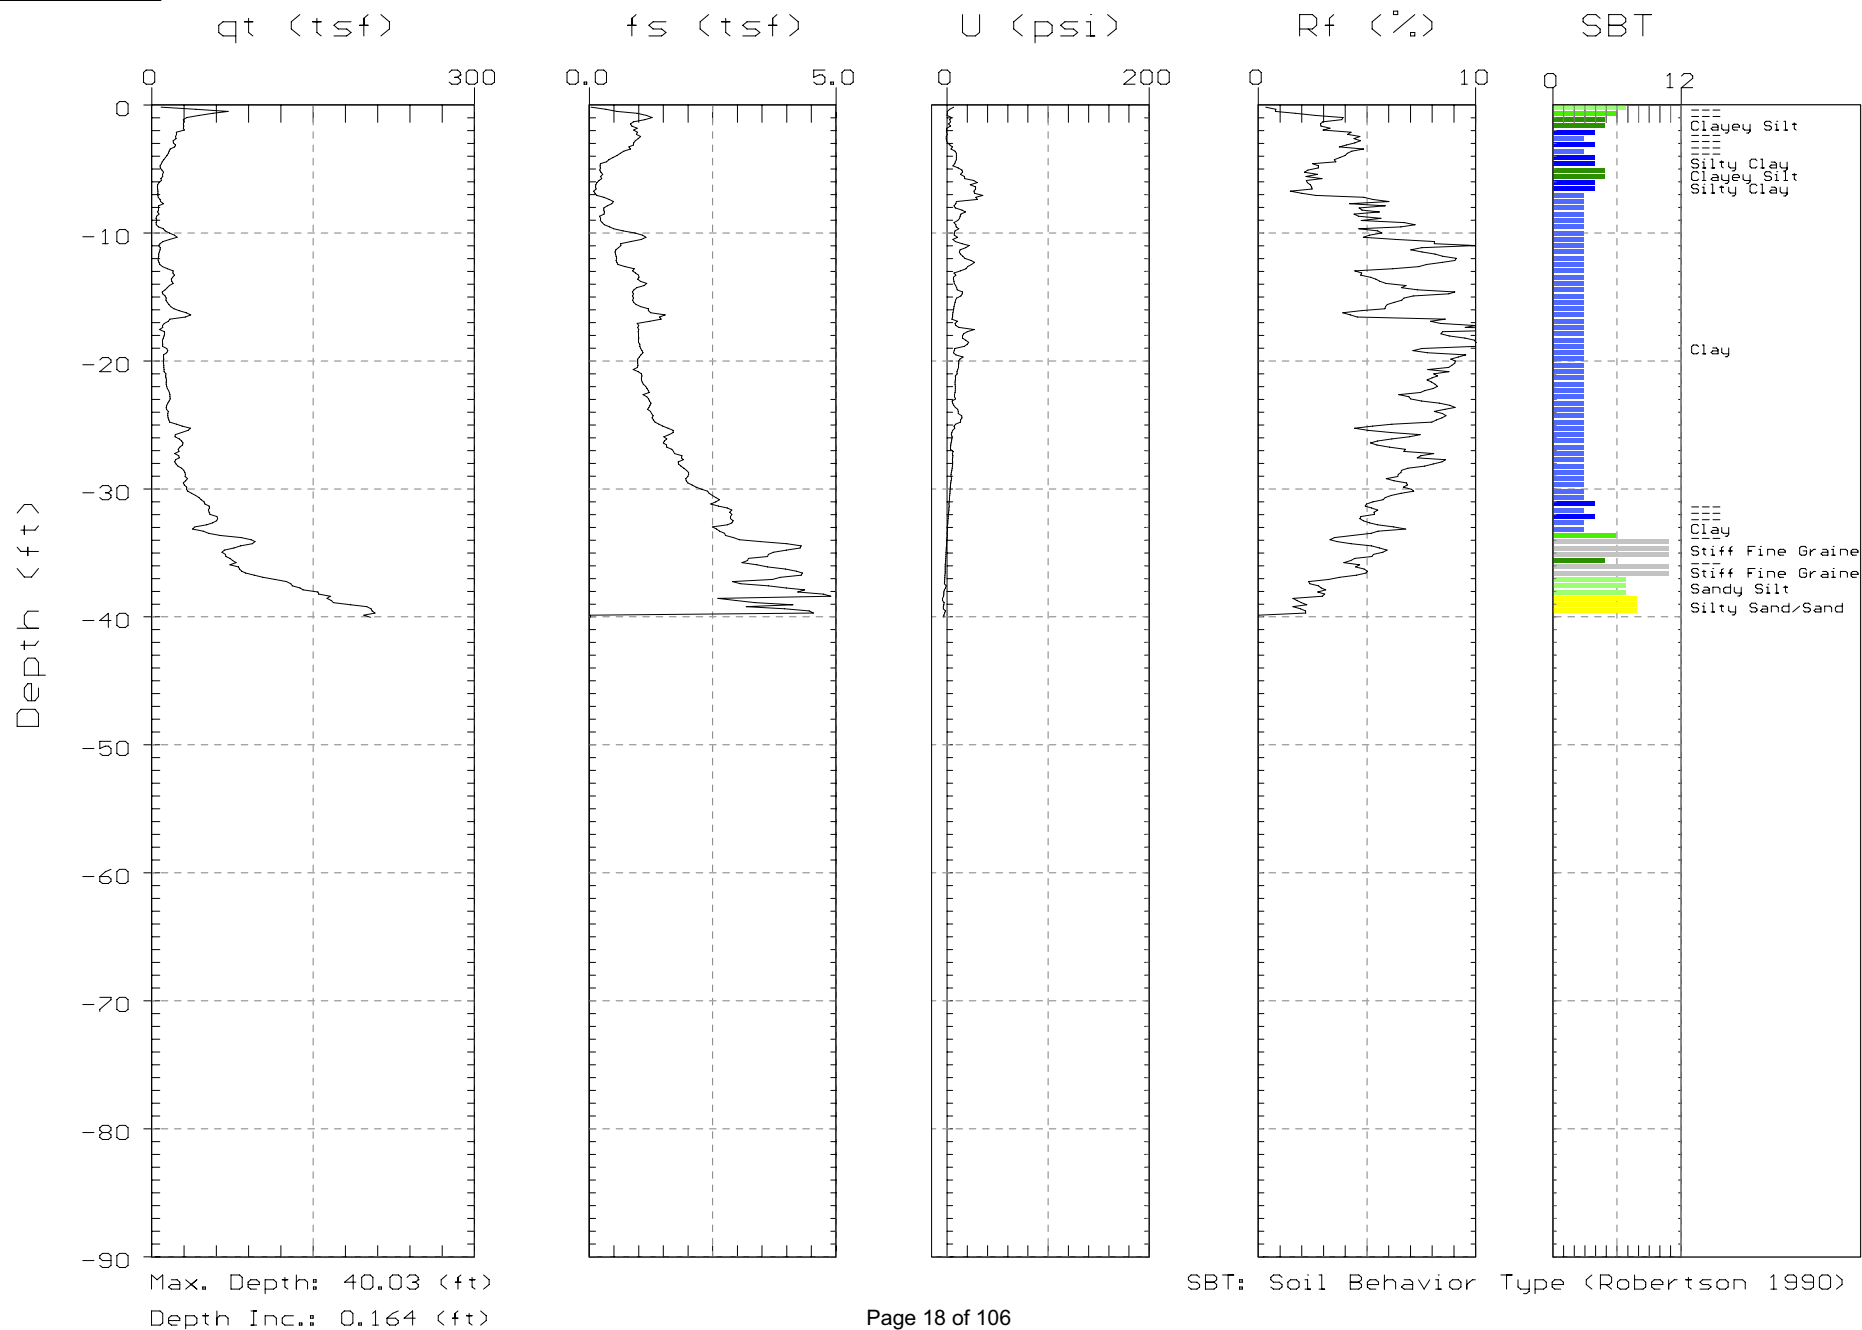 qt (tsf) fs (tsf) U (psi) Rf (%) SBT
0 300 0.0 5.0 0 200 0 10 0 12
0
-10
-20
-30
-40
-50
-60
-70
-80
-90
Depth (ft)
---
---
Clayey Silt
---
---
---
Silty Clay
Clayey Silt
Silty Clay
Clay
---
---
---
Clay
---
Stiff Fine Graine
---
Stiff Fine Graine
Sandy Silt
Silty Sand/Sand
Max. Depth: 40.03 (ft) SBT: Soil Behavior Type (Robertson 1990)
Depth Inc.: 0.164 (ft)
Page 18 of 106